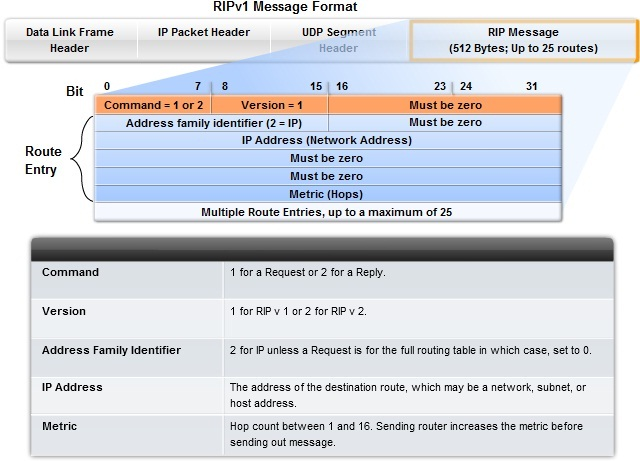 RIPv1 Message Format
Data Link Frame Header
IP Packet Header
UDP Segment Header
RIP Message (512 Bytes; Up to 25 routes)
Bit 0 7 8 15 16 23 24 31
Command = 1 or 2 Version = 1 Must be zero
Route Entry
Address family identifier (2 = IP) Must be zero
IP Address (Network Address)
Must be zero
Must be zero
Metric (Hops)
Multiple Route Entries, up to a maximum of 25
Command 1 for a Request or 2 for a Reply.
Version 1 for RIP v 1 or 2 for RIP v 2.
Address Family Identifier 2 for IP unless a Request is for the full routing table in which case, set to 0.
IP Address The address of the destination route, which may be a network, subnet, or
host address.
Metric Hop count between 1 and 16. Sending router increases the metric before
sending out message.